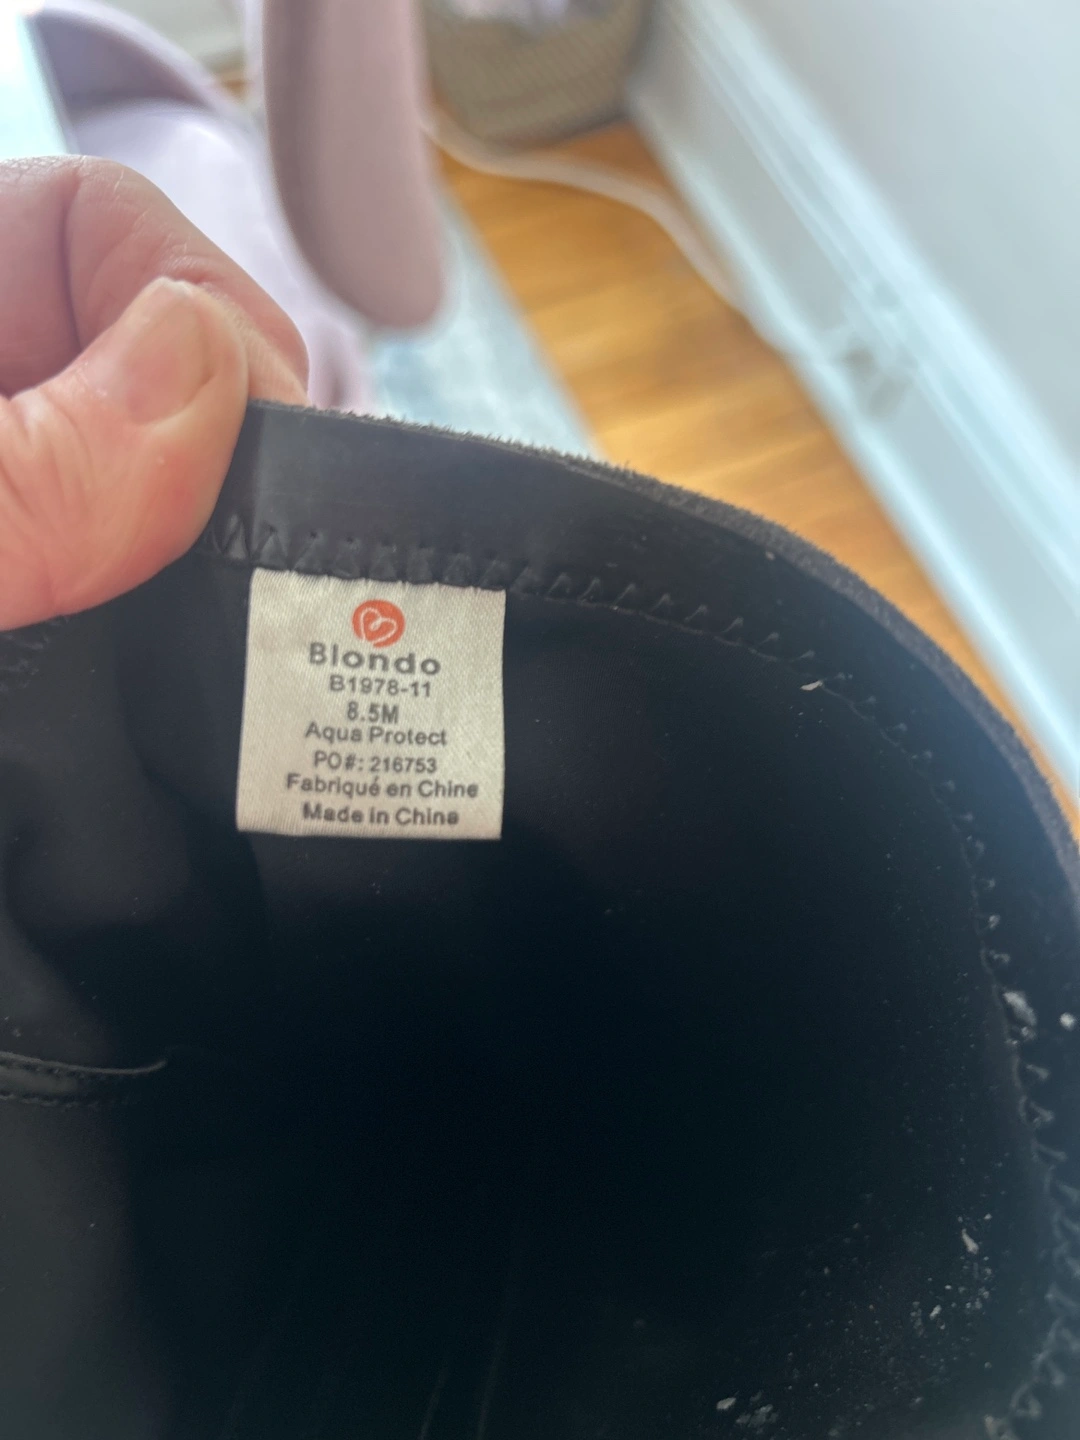 Blondo
B1978-11
8.5M
Aqua Protect
PO#: 216753
Fabriqué en Chine
Made in China